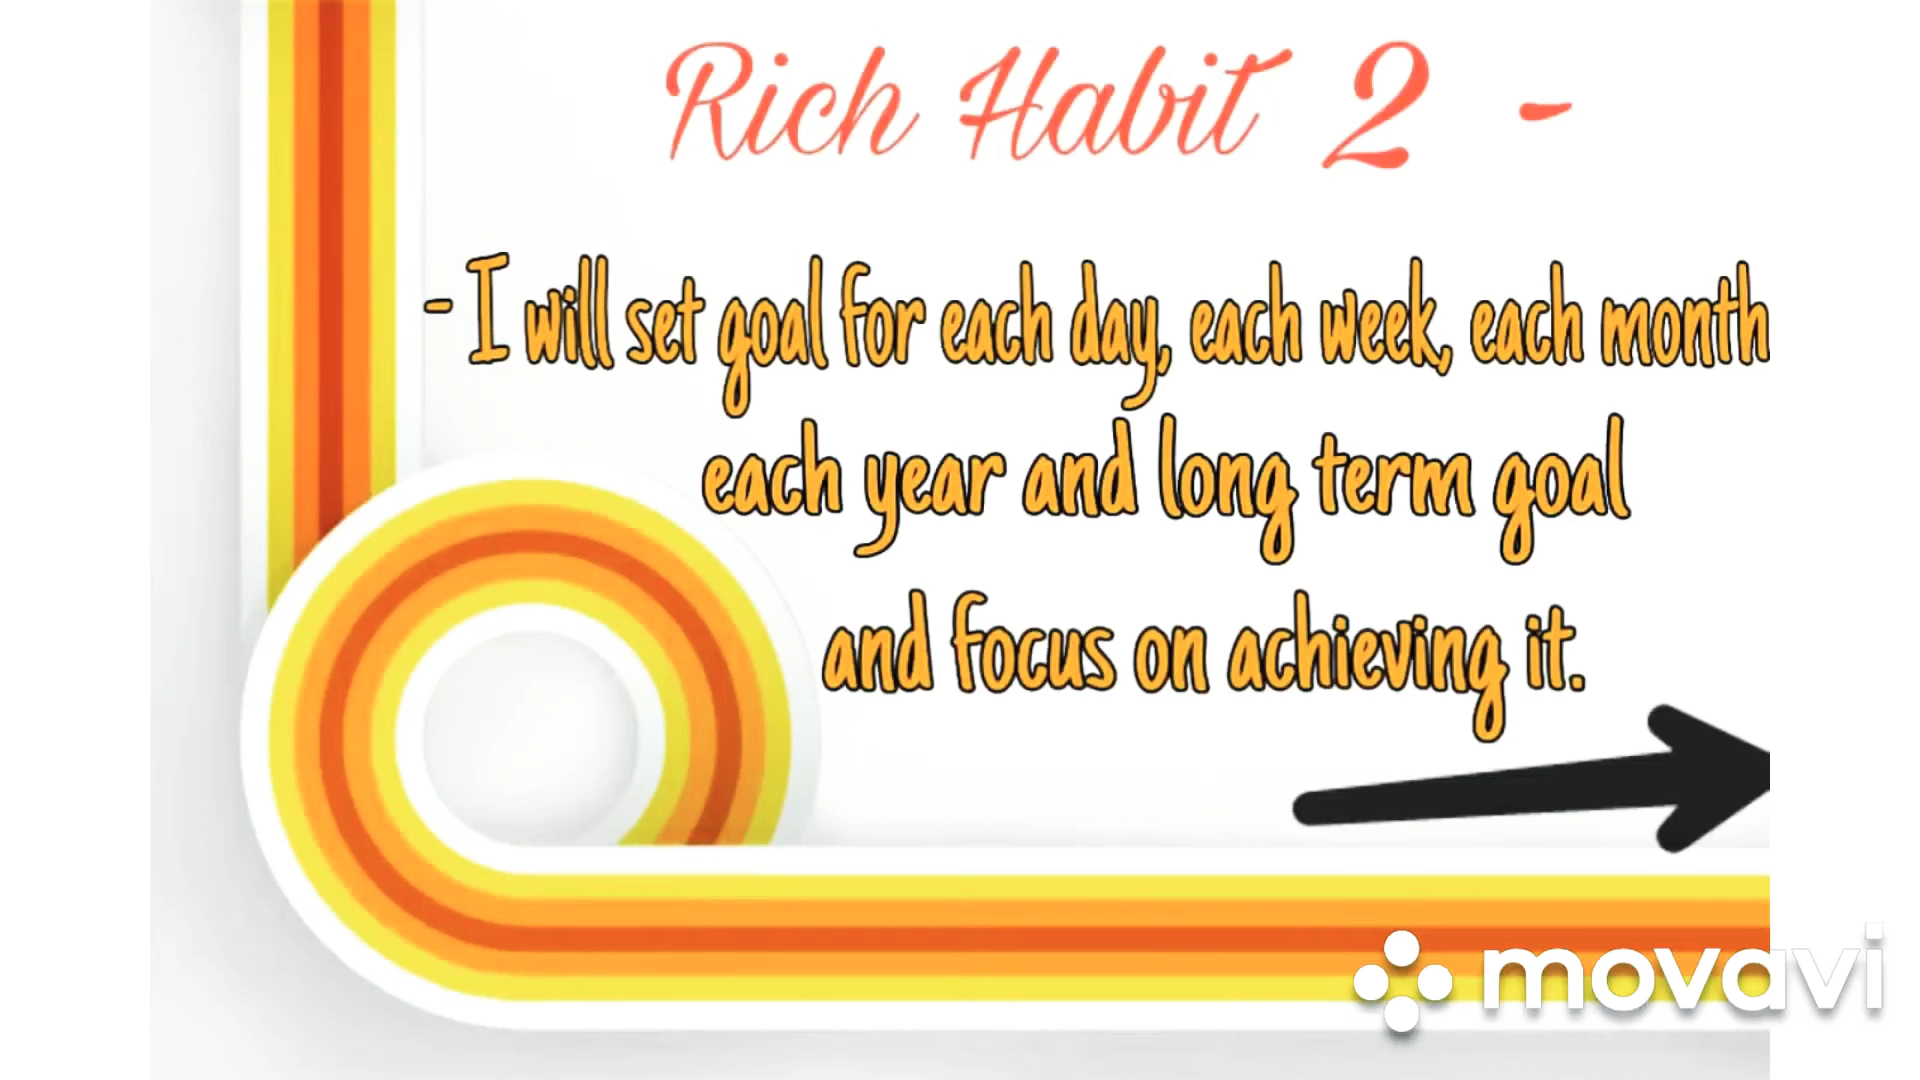 Rich Habit 2 -
- I will set goal for each day, each week, each month
each year and long term goal
and focus on achieving it.
movavi